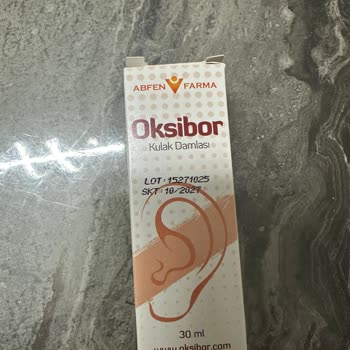 ABFEN FARMA
Oksibor
Kulak Damlası
LOT:15271025
SKT:10/2027
30 ml
www.oksibor.com